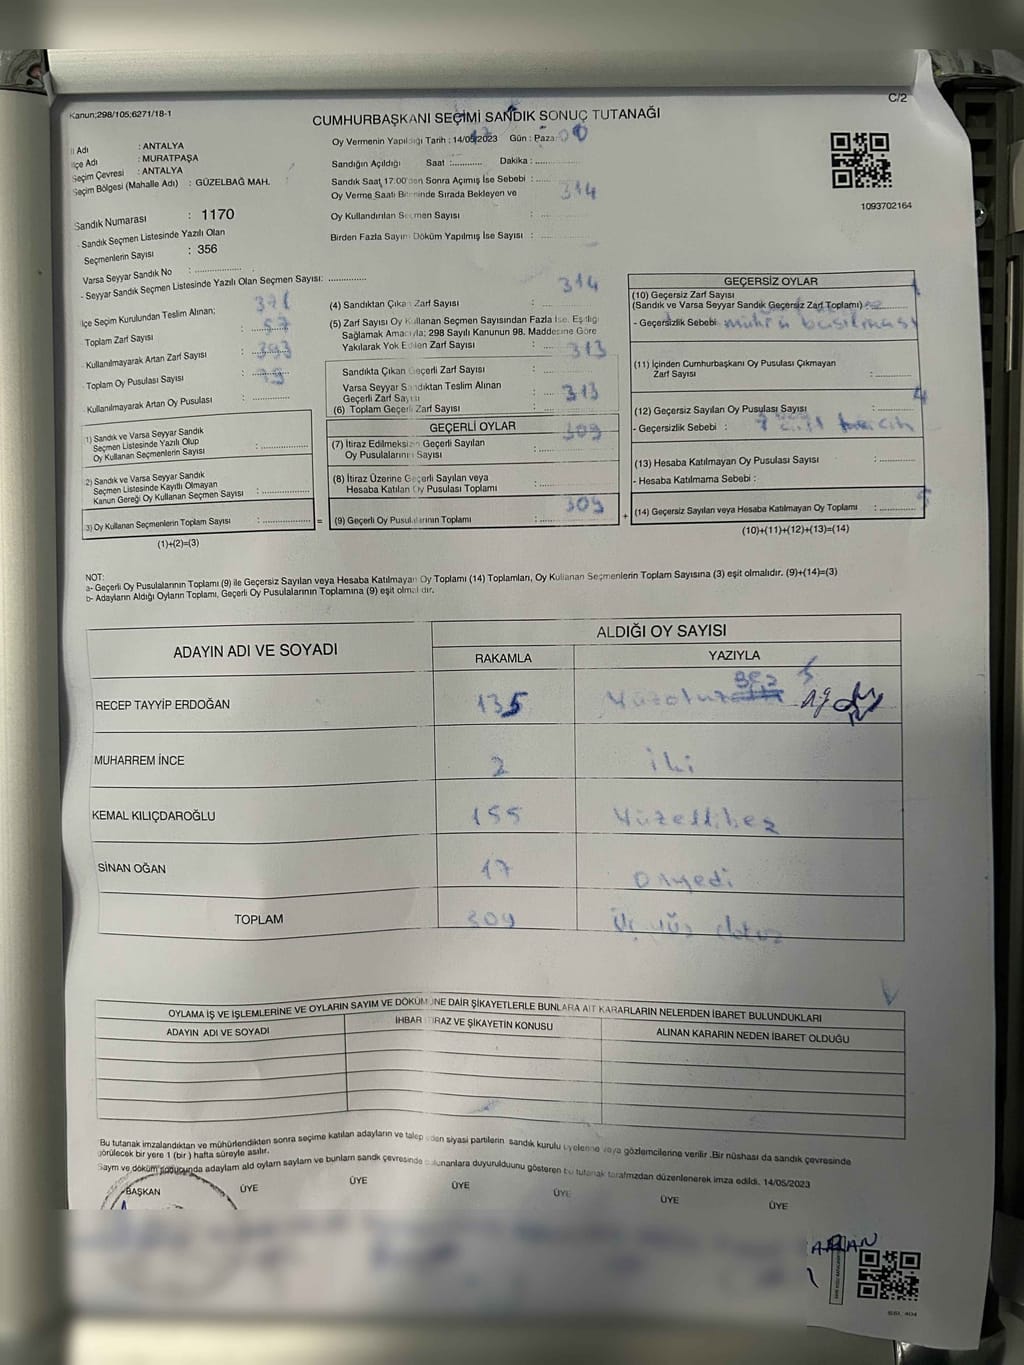 C/2
Kanun;298/105;6271/18-1
CUMHURBAŞKANI SEÇİMİ SANDIK SONUÇ TUTANAĞI
İl Adı : ANTALYA
İlçe Adı : MURATPAŞA
Seçim Çevresi : ANTALYA
Seçim Bölgesi (Mahalle Adı) : GÜZELBAĞ MAH.
Sandık Numarası : 1170
- Sandık Seçmen Listesinde Yazılı Olan
Seçmenlerin Sayısı : 356
Varsa Seyyar Sandık No :
- Seyyar Sandık Seçmen Listesinde Yazılı Olan Seçmen Sayısı:
İlçe Seçim Kurulundan Teslim Alınan;
Toplam Zarf Sayısı : 57
Kullanılmayarak Artan Zarf Sayısı : 393
Toplam Oy Pusulası Sayısı :
Kullanılmayarak Artan Oy Pusulası :
1) Sandık ve Varsa Seyyar Sandık
Seçmen Listesinde Yazılı Olup
Oy Kullanan Seçmenlerin Sayısı :
2) Sandık ve Varsa Seyyar Sandık
Seçmen Listesinde Kayıtlı Olmayan
Kanun Gereği Oy Kullanan Seçmen Sayısı :
3) Oy Kullanan Seçmenlerin Toplam Sayısı : =
(1)+(2)=(3)
Oy Vermenin Yapıldığı Tarih : 14/05/2023 Gün : Pazar
Sandığın Açıldığı Saat : Dakika :
Sandık Saat 17:00'den Sonra Açımış İse Sebebi :
Oy Verme Saati Bitiminde Sırada Bekleyen ve 314
Oy Kullandırılan Seçmen Sayısı :
Birden Fazla Sayım Döküm Yapılmış İse Sayısı :
314
(4) Sandıktan Çıkan Zarf Sayısı :
(5) Zarf Sayısı Oy Kullanan Seçmen Sayısından Fazla İse, Eşitliği
Sağlamak Amacıyla; 298 Sayılı Kanunun 98. Maddesine Göre
Yakılarak Yok Edilen Zarf Sayısı :
313
Sandıkta Çıkan Geçerli Zarf Sayısı :
Varsa Seyyar Sandıktan Teslim Alınan
Geçerli Zarf Sayısı : 313
(6) Toplam Geçerli Zarf Sayısı :
GEÇERLİ OYLAR
309
(7) İtiraz Edilmeksizin Geçerli Sayılan
Oy Pusulalarının Sayısı :
(8) İtiraz Üzerine Geçerli Sayılan veya
Hesaba Katılan Oy Pusulası Toplamı :
309
(9) Geçerli Oy Pusulalarının Toplamı : +
GEÇERSİZ OYLAR
(10) Geçersiz Zarf Sayısı 1
(Sandık ve Varsa Seyyar Sandık Geçersiz Zarf Toplamı)
- Geçersizlik Sebebi mührü basılması
(11) İçinden Cumhurbaşkanı Oy Pusulası Çıkmayan
Zarf Sayısı :
4
(12) Geçersiz Sayılan Oy Pusulası Sayısı :
- Geçersizlik Sebebi : çift tercih
(13) Hesaba Katılmayan Oy Pusulası Sayısı :
- Hesaba Katılmama Sebebi :
5
(14) Geçersiz Sayılan veya Hesaba Katılmayan Oy Toplamı :
(10)+(11)+(12)+(13)=(14)
1093702164
NOT:
a- Geçerli Oy Pusulalarının Toplamı (9) ile Geçersiz Sayılan veya Hesaba Katılmayan Oy Toplamı (14) Toplamları, Oy Kullanan Seçmenlerin Toplam Sayısına (3) eşit olmalıdır. (9)+(14)=(3)
b- Adayların Aldığı Oyların Toplamı, Geçerli Oy Pusulalarının Toplamına (9) eşit olmalıdır.
ADAYIN ADI VE SOYADI
ALDIĞI OY SAYISI
RAKAMLA YAZIYLA
RECEP TAYYİP ERDOĞAN 135 Yüzotuz BEŞ
MUHARREM İNCE 2 İki
KEMAL KILIÇDAROĞLU 155 Yüzellibeş
SİNAN OĞAN 17 Onyedi
TOPLAM 309 Üç yüz dokuz
OYLAMA İŞ VE İŞLEMLERİNE VE OYLARIN SAYIM VE DÖKÜMÜNE DAİR ŞİKAYETLERLE BUNLARA AİT KARARLARIN NELERDEN İBARET BULUNDUKLARI
ADAYIN ADI VE SOYADI İHBAR İTİRAZ VE ŞİKAYETİN KONUSU ALINAN KARARIN NEDEN İBARET OLDUĞU
Bu tutanak imzalandıktan ve mühürlendikten sonra seçime katılan adayların ve talep eden siyasi partilerin sandık kurulu üyelerine veya gözlemcilerine verilir .Bir nüshası da sandık çevresinde
görülecek bir yere 1 (bir ) hafta süreyle asılır.
Sayım ve döküm sonucunda adayların ald oyların sayları ve bunların sandık çevresinde bulunanlara duyurulduunu gösteren bu tutanak tarafmzdan düzenlenerek imza edildi. 14/05/2023
BAŞKAN ÜYE ÜYE ÜYE ÜYE ÜYE ÜYE